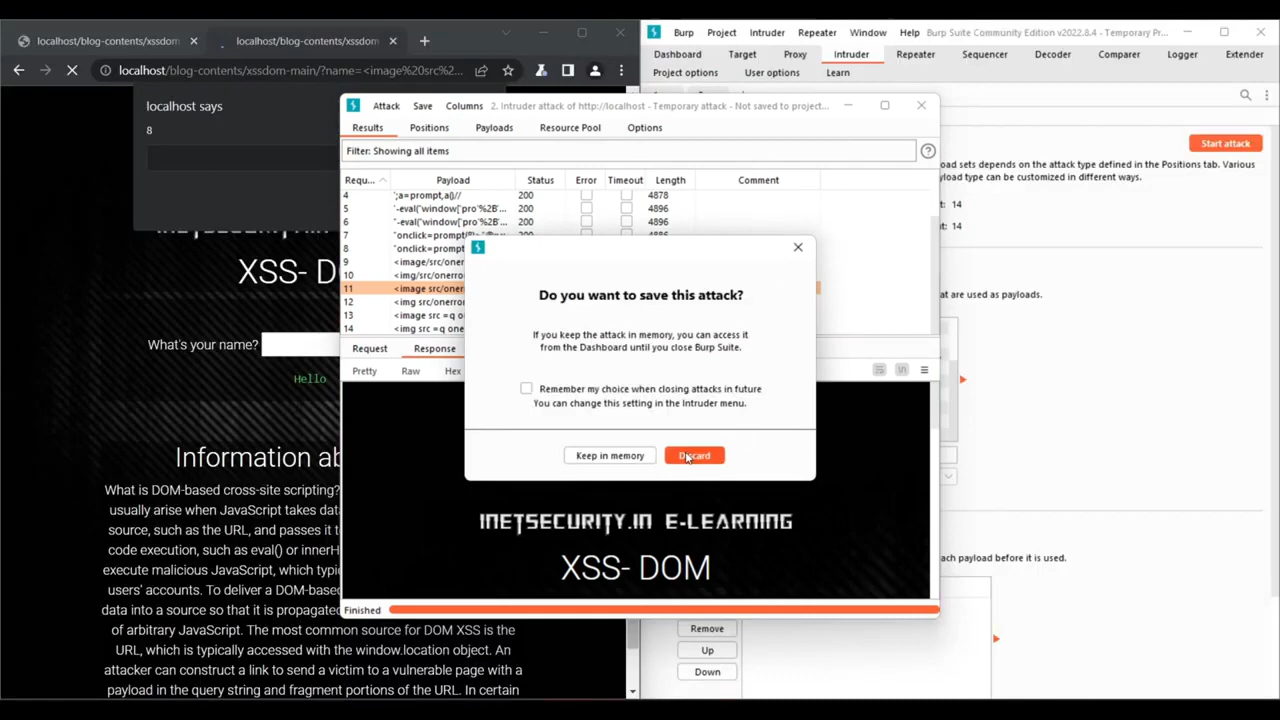 localhost/blog-contents/xssdom
localhost/blog-contents/xssdom
localhost/blog-contents/xssdom-main/?name=<image%20src%2C...
localhost says
8
XSS- D
What's your name?
Hello
Information ab
What is DOM-based cross-site scripting?
usually arise when JavaScript takes dat
source, such as the URL, and passes it t
code execution, such as eval() or innerH
execute malicious JavaScript, which typi
users' accounts. To deliver a DOM-based
data into a source so that it is propagated
of arbitrary JavaScript. The most common source for DOM XSS is the
URL, which is typically accessed with the window.location object. An
attacker can construct a link to send a victim to a vulnerable page with a
payload in the query string and fragment portions of the URL. In certain
Burp Project Intruder Repeater Window Help Burp Suite Community Edition v2022.8.4 - Temporary Pr...
Dashboard Target Proxy Intruder Repeater Sequencer Decoder Comparer Logger Extender
Project options User options Learn
Start attack
load sets depends on the attack type defined in the Positions tab. Various
yload type can be customized in different ways.
: 14
nt: 14
at are used as payloads.
ach payload before it is used.
Remove
Up
Down
Attack Save Columns 2. Intruder attack of http://localhost - Temporary attack - Not saved to project...
Results Positions Payloads Resource Pool Options
Filter: Showing all items
Requ... Payload Status Error Timeout Length Comment
4 ';a=prompt,a()// 200 4878
5 '-eval("window['pro'%2B'... 200 4896
6 "-eval("window['pro'%2B'... 200 4896
7 "onclick=prompt(8)>"@... 200 4886
8 "onclick=prompt
9 <image/src/onerro
10 <img/src/onerro
11 <image src/oner
12 <img src/onerro
13 <image src =q o
14 <img src =q one
Request Response
Pretty Raw Hex
INETSECURITY.IN E-LEARNING
XSS- DOM
Finished
Do you want to save this attack?
If you keep the attack in memory, you can access it
from the Dashboard until you close Burp Suite.
Remember my choice when closing attacks in future
You can change this setting in the Intruder menu.
Keep in memory Discard